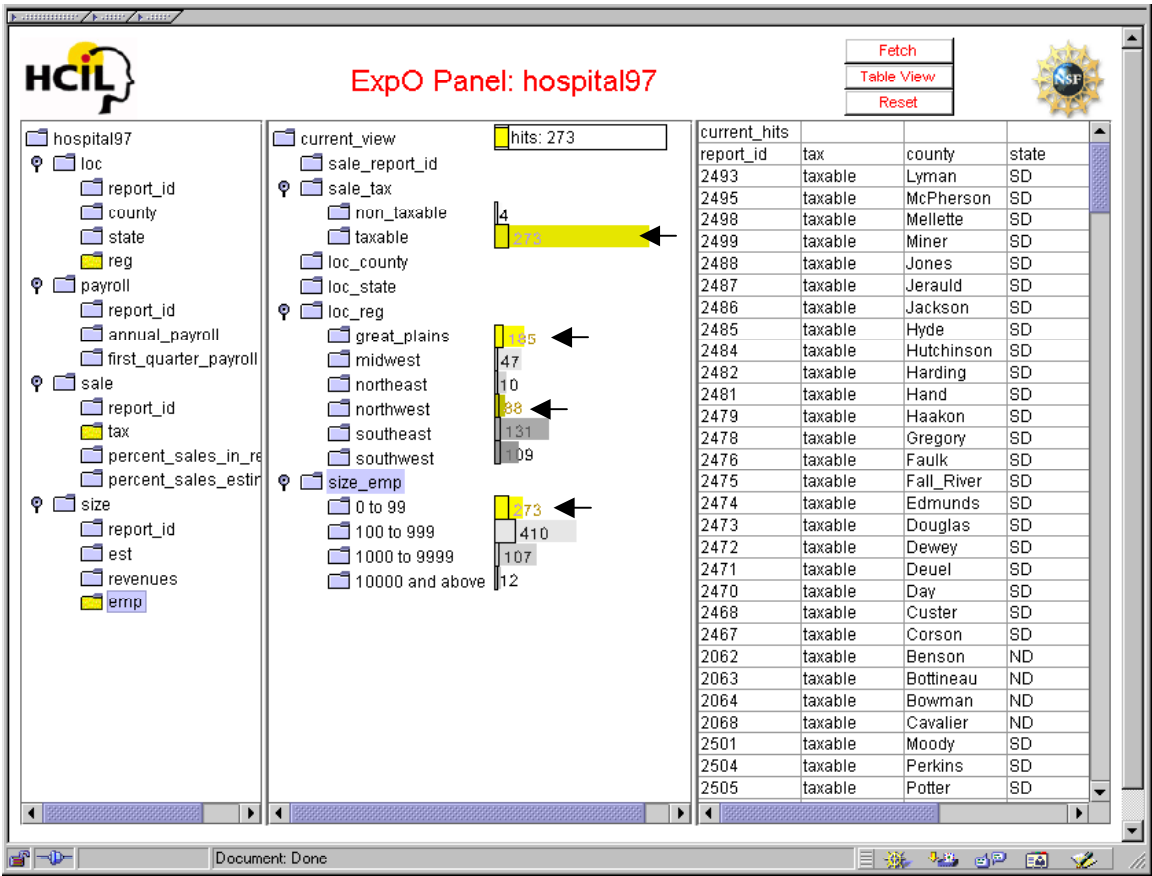 HCIL
ExpO Panel: hospital97
Fetch
Table View
Reset
NSF
hospital97
loc
report_id
county
state
reg
payroll
report_id
annual_payroll
first_quarter_payroll
sale
report_id
tax
percent_sales_in_re
percent_sales_estir
size
report_id
est
revenues
emp
current_view hits: 273
sale_report_id
sale_tax
non_taxable 4
taxable 273
loc_county
loc_state
loc_reg
great_plains 185
midwest 47
northeast 10
northwest 88
southeast 131
southwest 109
size_emp
0 to 99 273
100 to 999 410
1000 to 9999 107
10000 and above 12
current_hits
report_id tax county state
2493 taxable Lyman SD
2495 taxable McPherson SD
2498 taxable Mellette SD
2499 taxable Miner SD
2488 taxable Jones SD
2487 taxable Jerauld SD
2486 taxable Jackson SD
2485 taxable Hyde SD
2484 taxable Hutchinson SD
2482 taxable Harding SD
2481 taxable Hand SD
2479 taxable Haakon SD
2478 taxable Gregory SD
2476 taxable Faulk SD
2475 taxable Fall_River SD
2474 taxable Edmunds SD
2473 taxable Douglas SD
2472 taxable Dewey SD
2471 taxable Deuel SD
2470 taxable Day SD
2468 taxable Custer SD
2467 taxable Corson SD
2062 taxable Benson ND
2063 taxable Bottineau ND
2064 taxable Bowman ND
2068 taxable Cavalier ND
2501 taxable Moody SD
2504 taxable Perkins SD
2505 taxable Potter SD
Document: Done